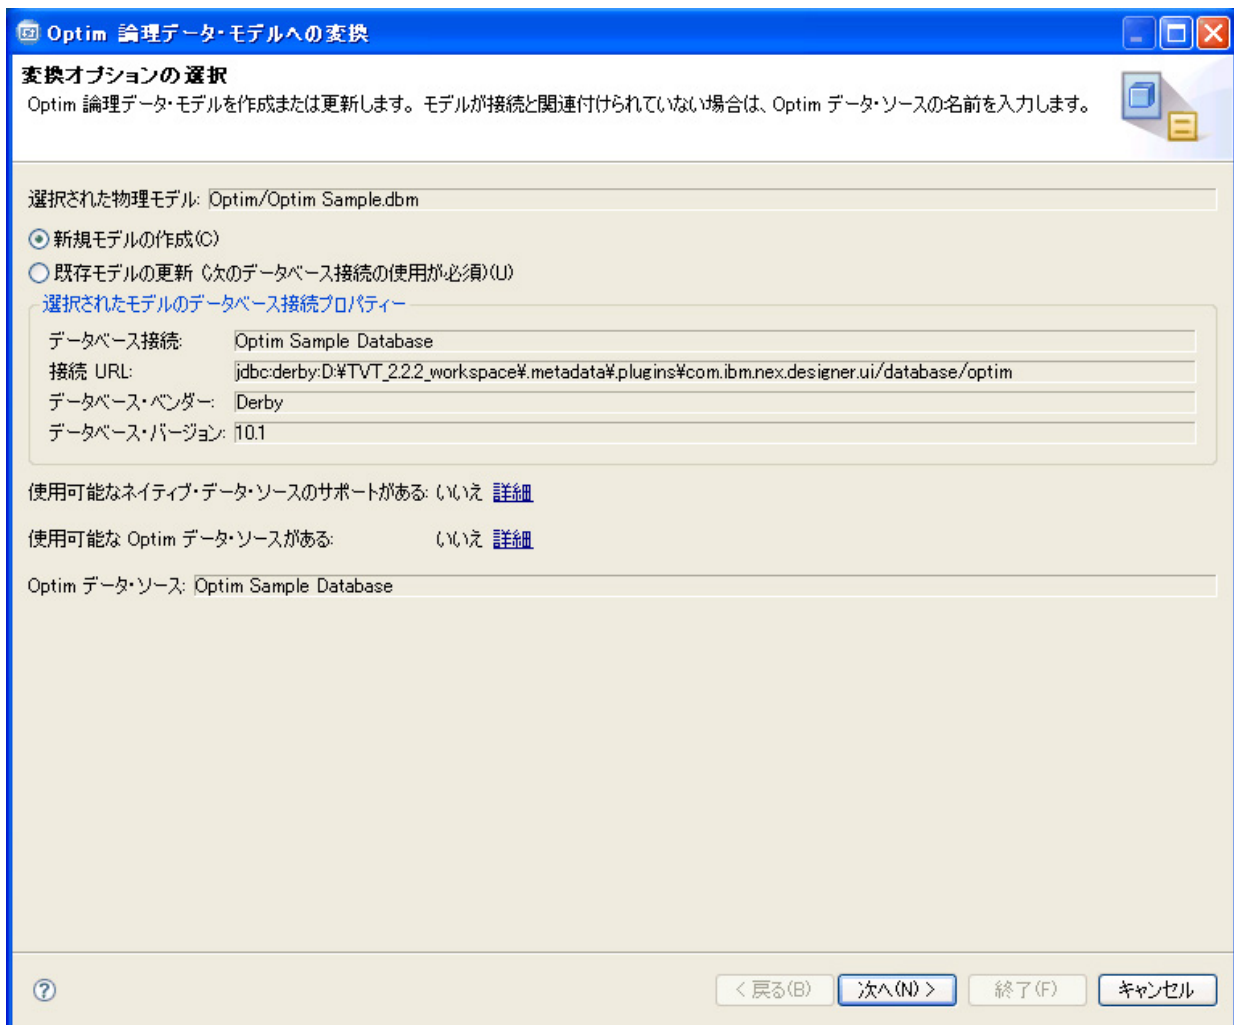 Optim 論理データ・モデルへの変換
変換オプションの選択
Optim 論理データ・モデルを作成または更新します。モデルが接続と関連付けられていない場合は、Optim データ・ソースの名前を入力します。
選択された物理モデル: Optim/Optim Sample.dbm
新規モデルの作成(C)
既存モデルの更新 (次のデータベース接続の使用が必須)(U)
選択されたモデルのデータベース接続プロパティー
データベース接続: Optim Sample Database
接続 URL: jdbc:derby:D:¥TVT_2.2.2_workspace¥.metadata¥.plugins¥com.ibm.nex.designer.ui/database/optim
データベース・ベンダー: Derby
データベース・バージョン: 10.1
使用可能なネイティブ・データ・ソースのサポートがある: いいえ 詳細
使用可能な Optim データ・ソースがある: いいえ 詳細
Optim データ・ソース: Optim Sample Database
? < 戻る(B) 次へ(N) > 終了(F) キャンセル